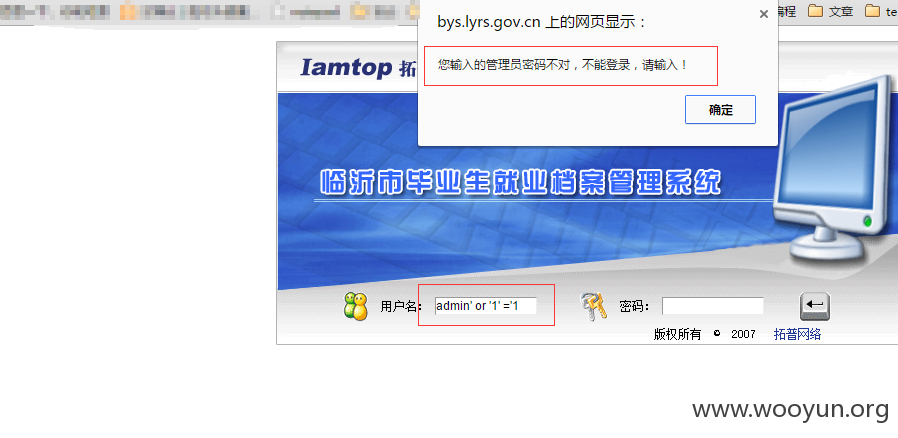 bys.lyrs.gov.cn 上的网页显示：
编程 文章 te
您输入的管理员密码不对，不能登录，请输入！
确定
Iamtop 拓
临沂市毕业生就业档案管理系统
用户名： admin' or '1' ='1 密码：
版权所有 © 2007 拓普网络
www.wooyun.org